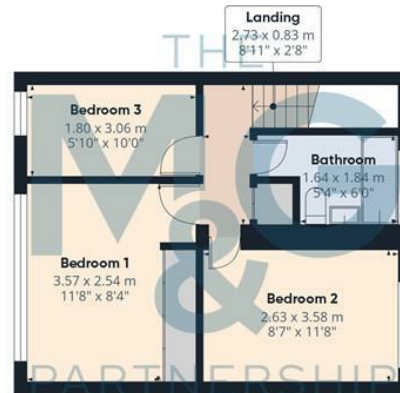 Landing
2.73 x 0.83 m
8'11" x 2'8"
THE
Bedroom 3
1.80 x 3.06 m
5'10" x 10'0"
Bathroom
1.64 x 1.84 m
5'4" x 6'0"
M&G
Bedroom 1
3.57 x 2.54 m
11'8" x 8'4"
Bedroom 2
2.63 x 3.58 m
8'7" x 11'8"
PARTNERSHIP